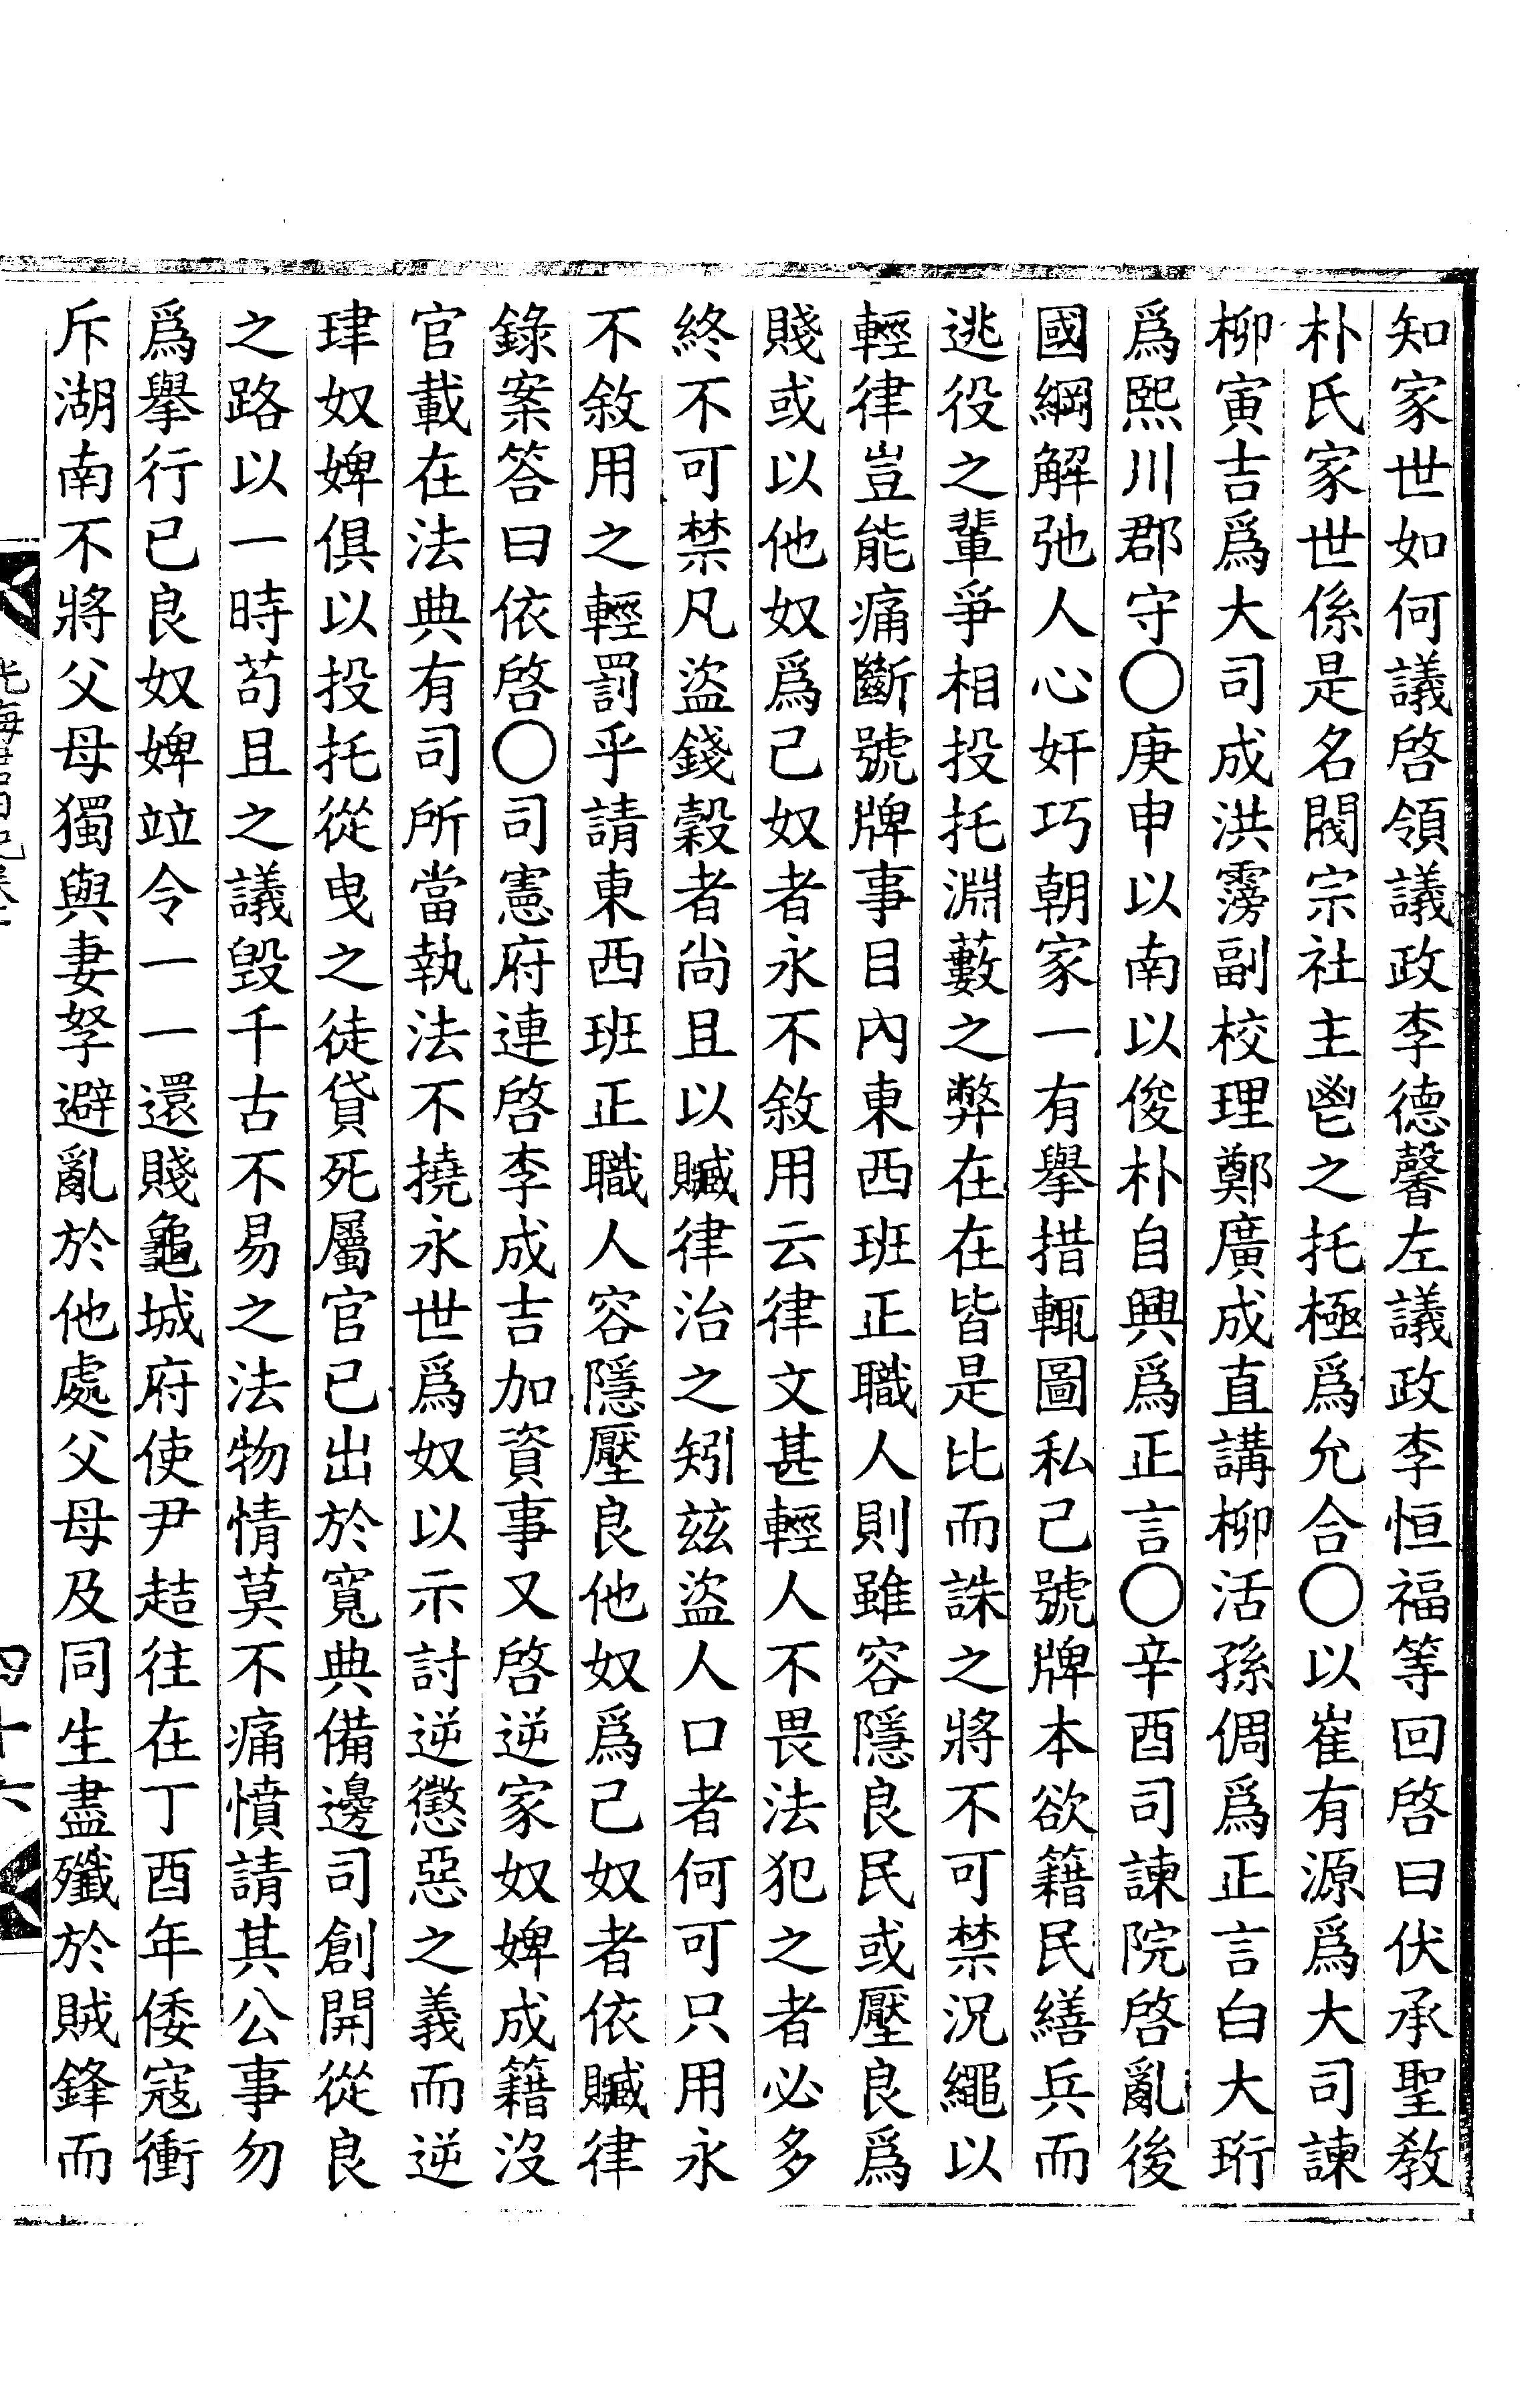 知家世如何議啓領議政李德馨左議政李恒福等回啓曰伏承聖教
朴氏家世係是名閥宗社主鬯之托極爲允合○以崔有源爲大司諫
柳寅吉爲大司成洪霶副校理鄭廣成直講柳活孫倜爲正言白大珩
爲熙川郡守○庚申以南以俊朴自興爲正言○辛酉司諫院啓亂後
國綱解弛人心奸巧朝家一有擧措輒圖私己號牌本欲籍民繕兵而
逃役之輩爭相投托淵藪之弊在在皆是比而誅之將不可禁況繩以
輕律豈能痛斷號牌事目內東西班正職人則雖容隱良民或壓良爲
賤或以他奴爲己奴者永不敘用云律文甚輕人不畏法犯之者必多
終不可禁凡盜錢穀者尙且以贓律治之矧玆盜人口者何可只用永
不敘用之輕罰乎請東西班正職人容隱壓良他奴爲己奴者依贓律
錄案答曰依啓○司憲府連啓李成吉加資事又啓逆家奴婢成籍沒
官載在法典有司所當執法不撓永世爲奴以示討逆懲惡之義而逆
珒奴婢俱以投托從曳之徒貸死屬官已出於寬典備邊司創開從良
之路以一時苟且之議毀千古不易之法物情莫不痛憤請其公事勿
爲擧行已良奴婢竝令一一還賤龜城府使尹趌往在丁酉年倭寇衝
斥湖南不將父母獨與妻孥避亂於他處父母及同生盡殲於賊鋒而
四十六